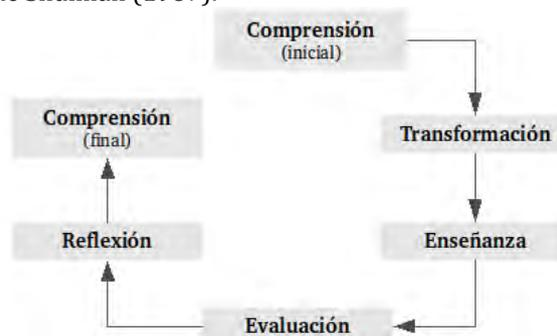 Comprensión
(inicial)
Comprensión
(final)
Transformación
Reflexión
Enseñanza
Evaluación